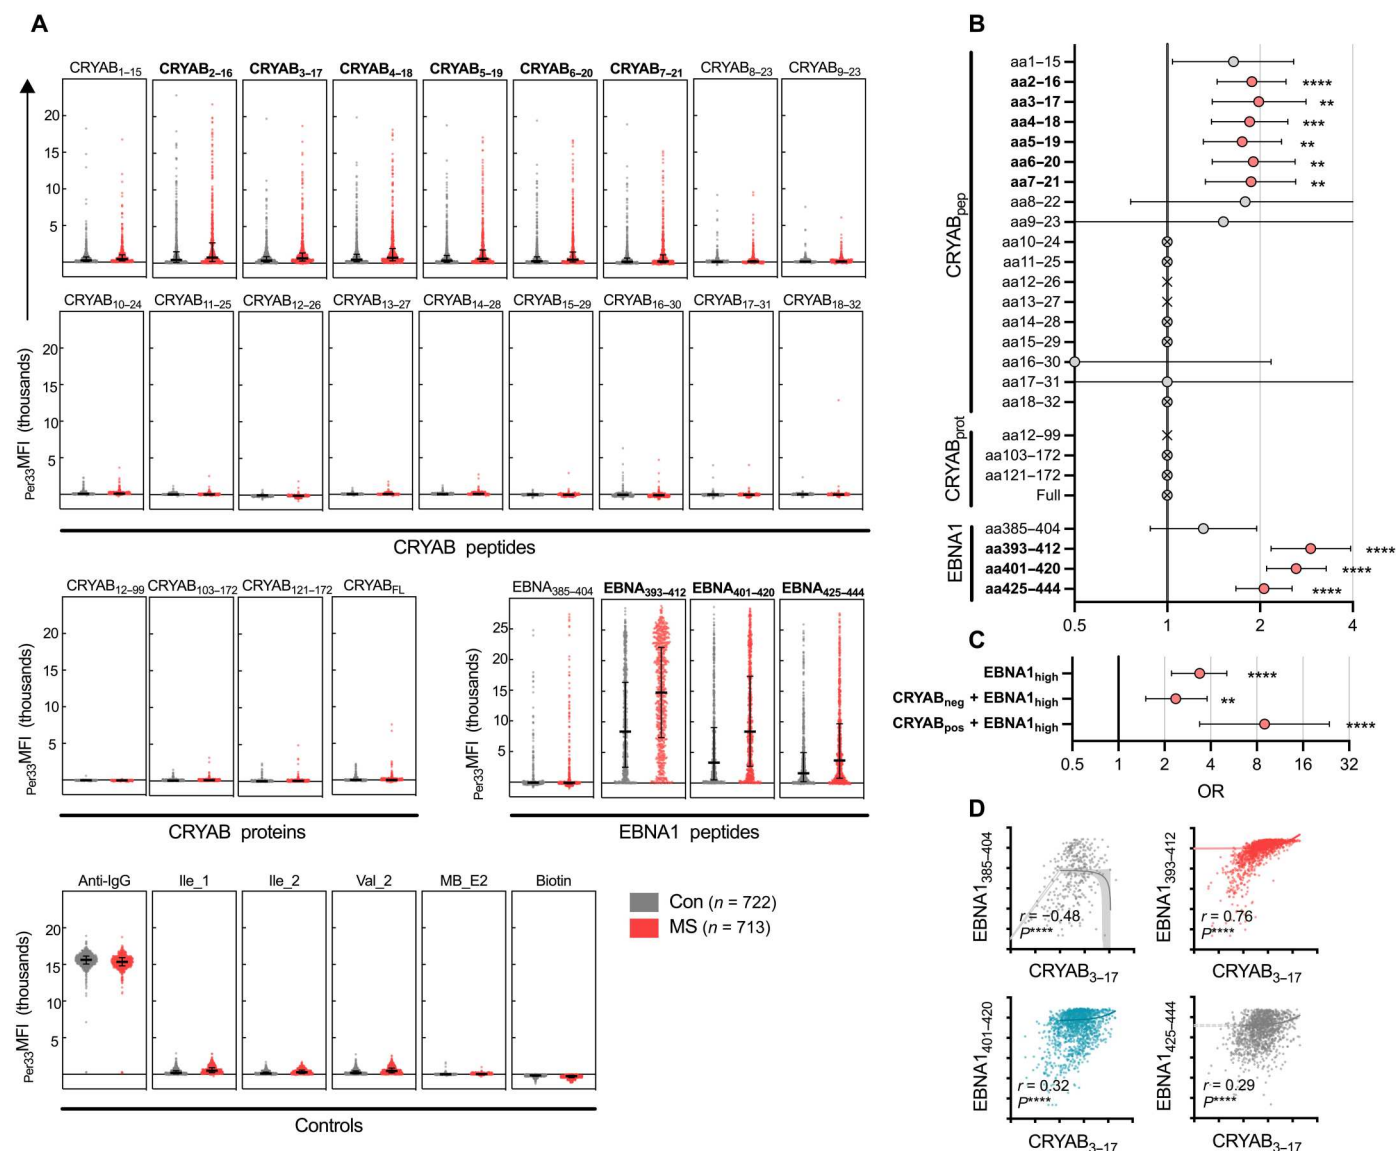 A
CRYAB1–15 CRYAB2–16 CRYAB3–17 CRYAB4–18 CRYAB5–19 CRYAB6–20 CRYAB7–21 CRYAB8–23 CRYAB9–23
20
15
10
5
CRYAB10–24 CRYAB11–25 CRYAB12–26 CRYAB13–27 CRYAB14–28 CRYAB15–29 CRYAB16–30 CRYAB17–31 CRYAB18–32
Per33MFI (thousands)
20
15
10
5
CRYAB peptides
CRYAB12–99 CRYAB103–172 CRYAB121–172 CRYABFL
Per33MFI (thousands)
20
15
10
5
CRYAB proteins
EBNA385–404 EBNA393–412 EBNA401–420 EBNA425–444
Per33MFI (thousands)
25
20
15
10
5
EBNA1 peptides
Anti-IgG Ile_1 Ile_2 Val_2 MB_E2 Biotin
Per33MFI (thousands)
20
15
10
5
Controls
Con (n = 722)
MS (n = 713)
B
CRYABpep
aa1–15
aa2–16 ****
aa3–17 **
aa4–18 ***
aa5–19 **
aa6–20 **
aa7–21 **
aa8–22
aa9–23
aa10–24
aa11–25
aa12–26
aa13–27
aa14–28
aa15–29
aa16–30
aa17–31
aa18–32
CRYABprot
aa12–99
aa103–172
aa121–172
Full
EBNA1
aa385–404
aa393–412 ****
aa401–420 ****
aa425–444 ****
0.5 1 2 4
C
EBNA1high ****
CRYABneg + EBNA1high **
CRYABpos + EBNA1high ****
0.5 1 2 4 8 16 32
OR
D
EBNA1385–404
r = −0.48
P****
CRYAB3–17
EBNA1393–412
r = 0.76
P****
CRYAB3–17
EBNA1401–420
r = 0.32
P****
CRYAB3–17
EBNA1425–444
r = 0.29
P****
CRYAB3–17